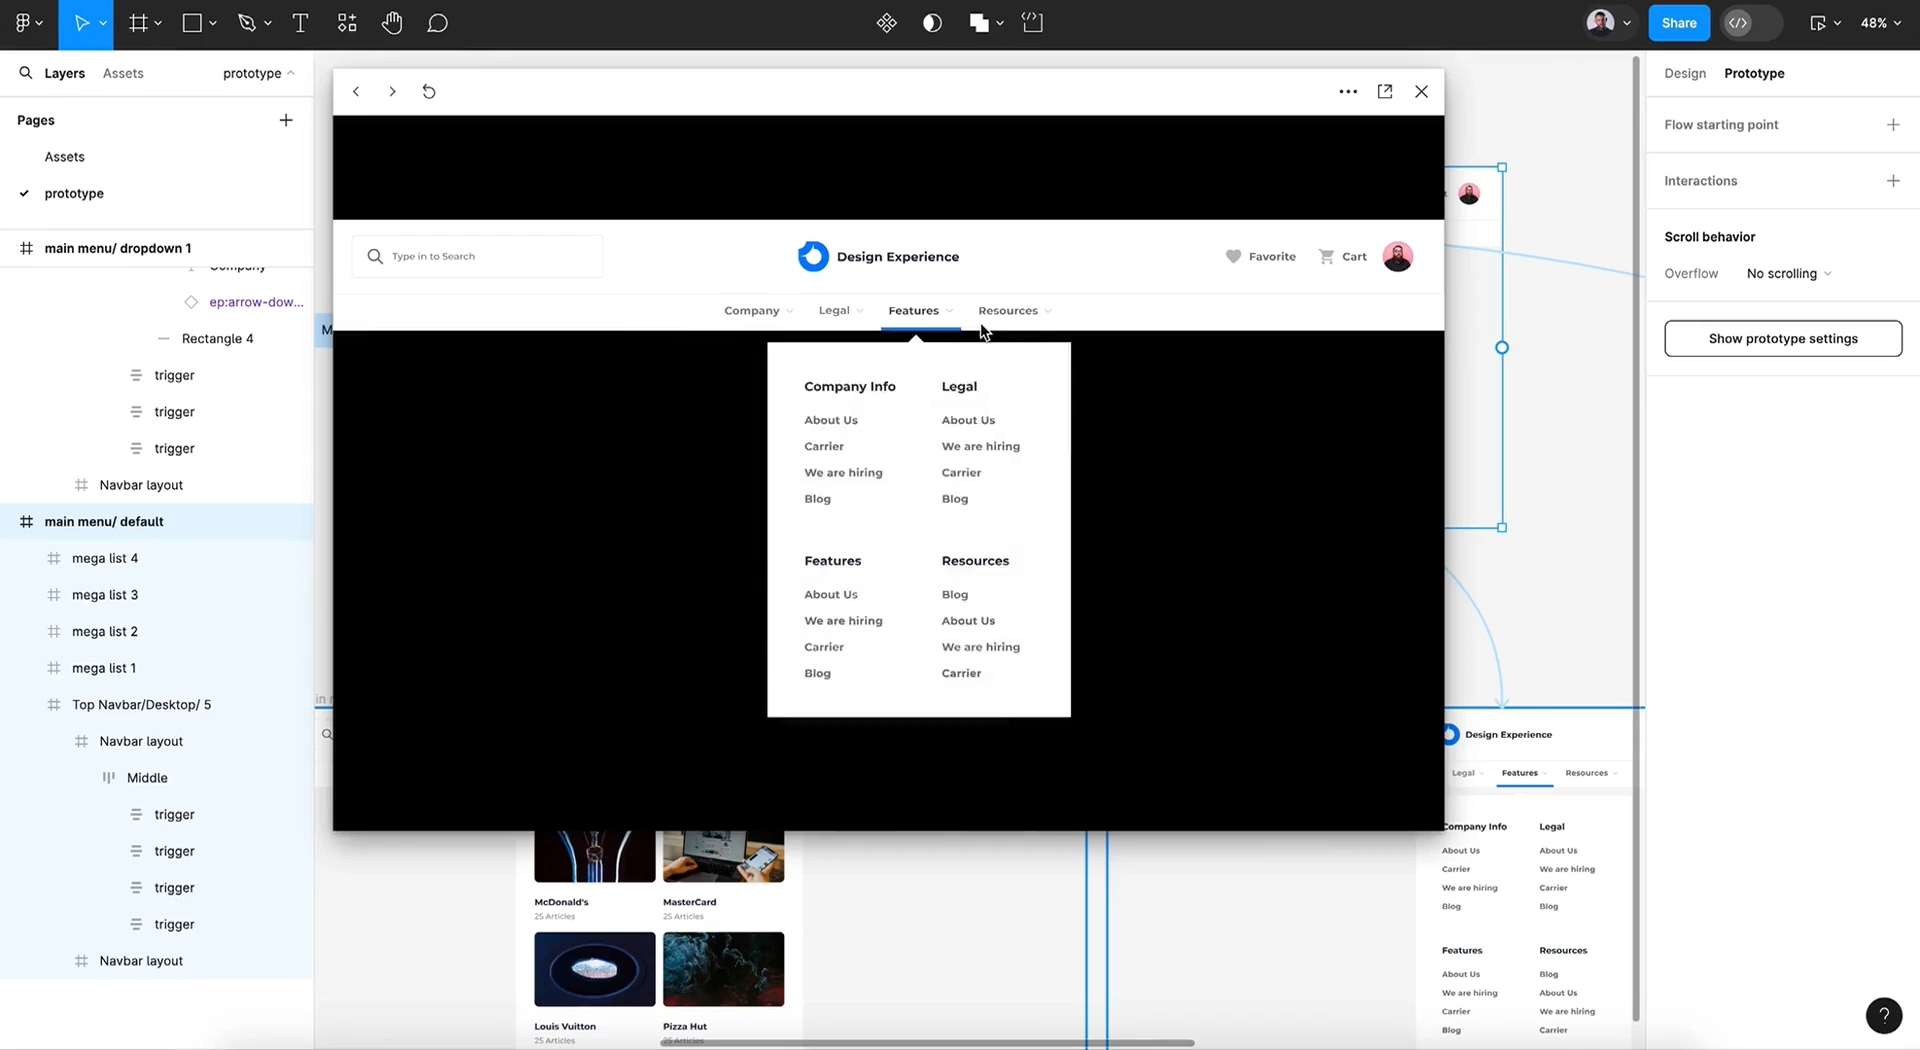 Share
48%
Layers
Assets
prototype
Pages
Assets
prototype
main menu/ dropdown 1
Company
ep:arrow-dow...
Rectangle 4
trigger
trigger
trigger
Navbar layout
main menu/ default
mega list 4
mega list 3
mega list 2
mega list 1
Top Navbar/Desktop/ 5
Navbar layout
Middle
trigger
trigger
trigger
trigger
Navbar layout
Type in to Search
Design Experience
Favorite
Cart
Company
Legal
Features
Resources
Company Info
Legal
About Us
About Us
Carrier
We are hiring
We are hiring
Carrier
Blog
Blog
Features
Resources
About Us
Blog
We are hiring
About Us
Carrier
We are hiring
Blog
Carrier
McDonald's
MasterCard
25 Articles
25 Articles
Louis Vuitton
Pizza Hut
25 Articles
25 Articles
Design Experience
Legal
Features
Resources
Company Info
Legal
About Us
About Us
Carrier
We are hiring
We are hiring
Carrier
Blog
Blog
Features
Resources
About Us
Blog
We are hiring
About Us
Carrier
We are hiring
Blog
Carrier
Design
Prototype
Flow starting point
Interactions
Scroll behavior
Overflow
No scrolling
Show prototype settings
?